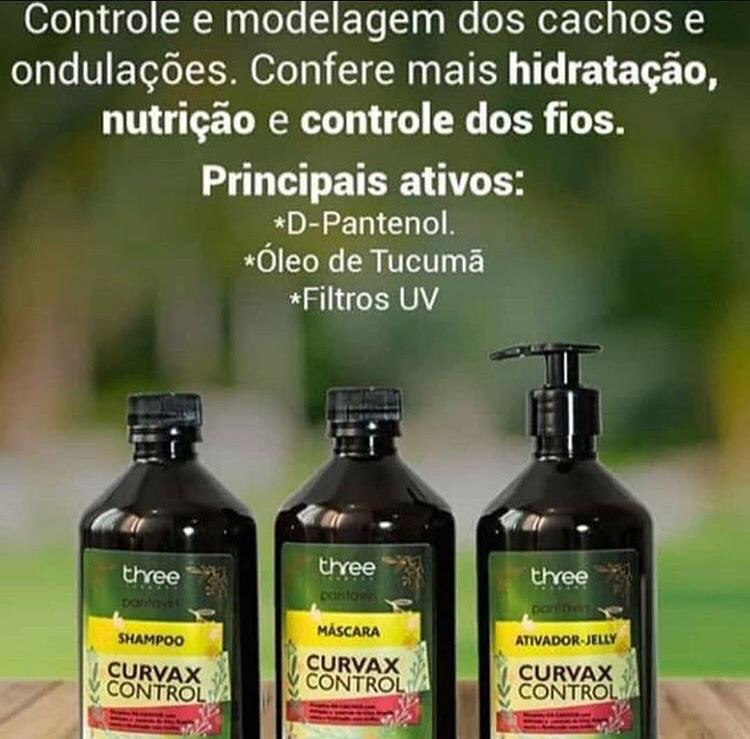 Controle e modelagem dos cachos e
ondulações. Confere mais hidratação,
nutrição e controle dos fios.
Principais ativos:
*D-Pantenol.
*Óleo de Tucumã
*Filtros UV
three
pantovin
SHAMPOO
CURVAX
CONTROL
three
pantovin
MÁSCARA
CURVAX
CONTROL
three
pantovin
ATIVADOR-JELLY
CURVAX
CONTROL